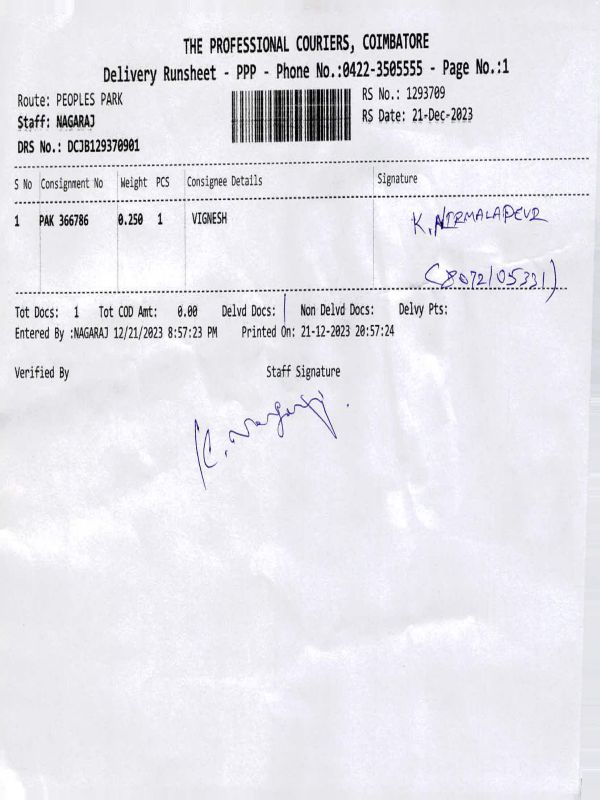 THE PROFESSIONAL COURIERS, COIMBATORE
Delivery Runsheet - PPP - Phone No.:0422-3505555 - Page No.:1
Route: PEOPLES PARK RS No.: 1293709
Staff: NAGARAJ RS Date: 21-Dec-2023
DRS No.: DCJB129370901
S No Consignment No Weight PCS Consignee Details Signature
1 PAK 366786 0.250 1 VIGNESH K. NIRMALADEVI
(8072105331)
Tot Docs: 1 Tot COD Amt: 0.00 Delvd Docs: 1 Non Delvd Docs: Delvy Pts:
Entered By :NAGARAJ 12/21/2023 8:57:23 PM Printed On: 21-12-2023 20:57:24
Verified By Staff Signature
K. Nagaraj.